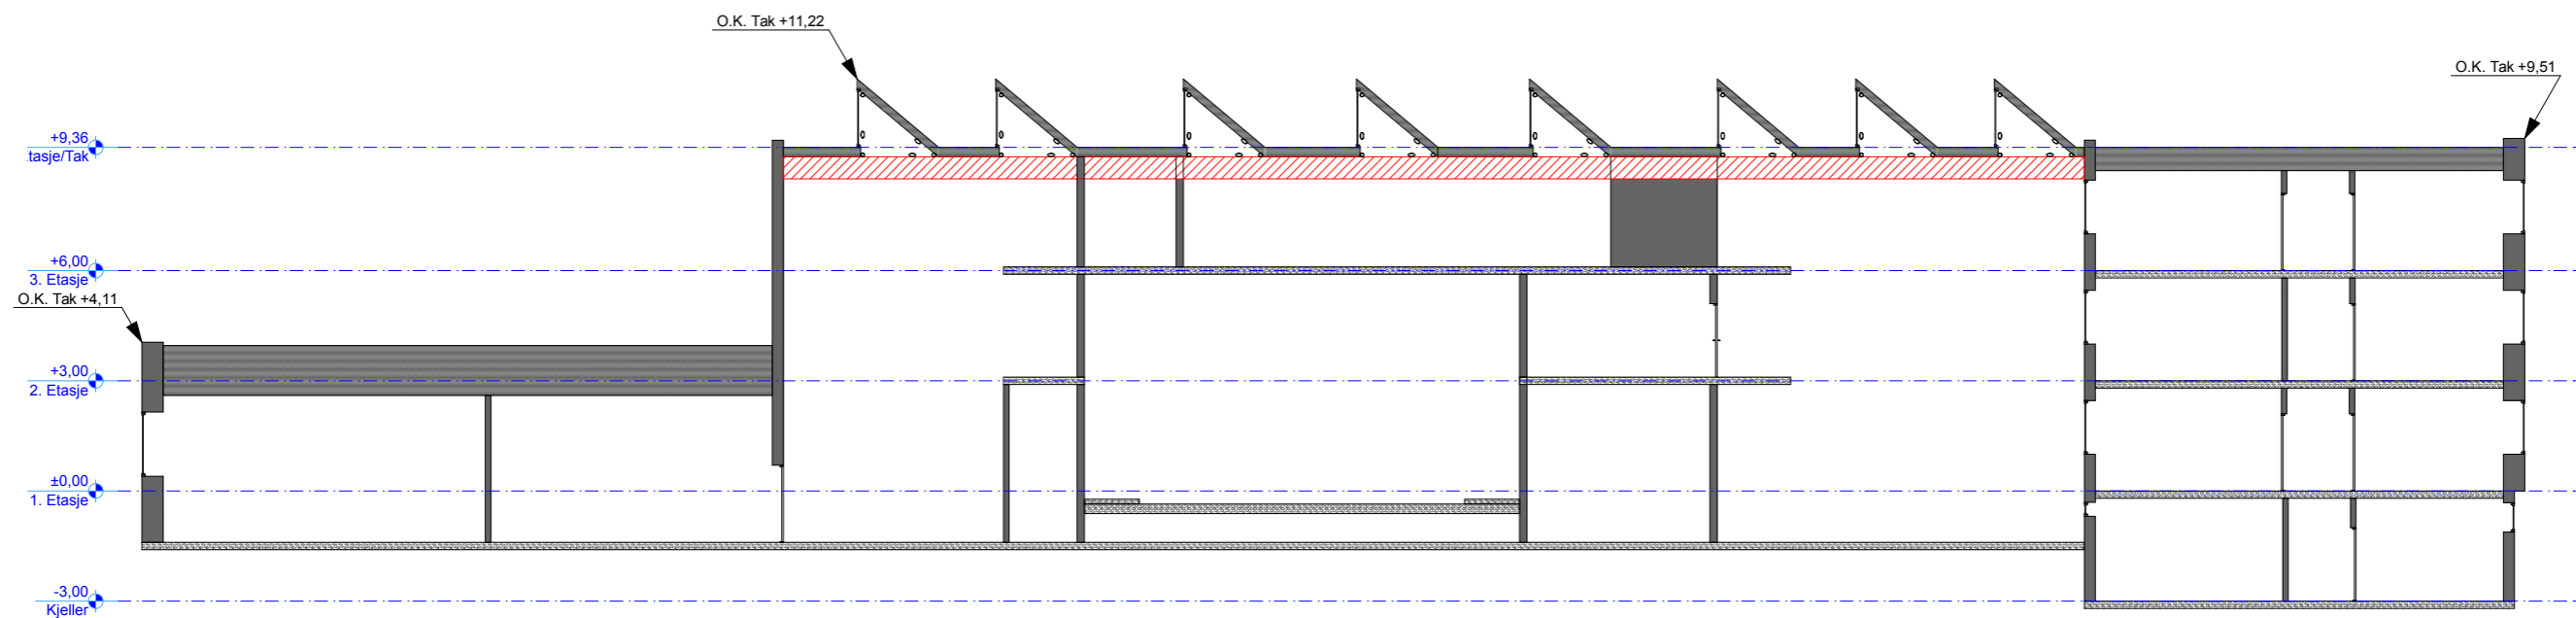 O.K. Tak +11,22
O.K. Tak +9,51
+9,36
tasje/Tak
+6,00
3. Etasje
O.K. Tak +4,11
+3,00
2. Etasje
±0,00
1. Etasje
-3,00
Kjeller